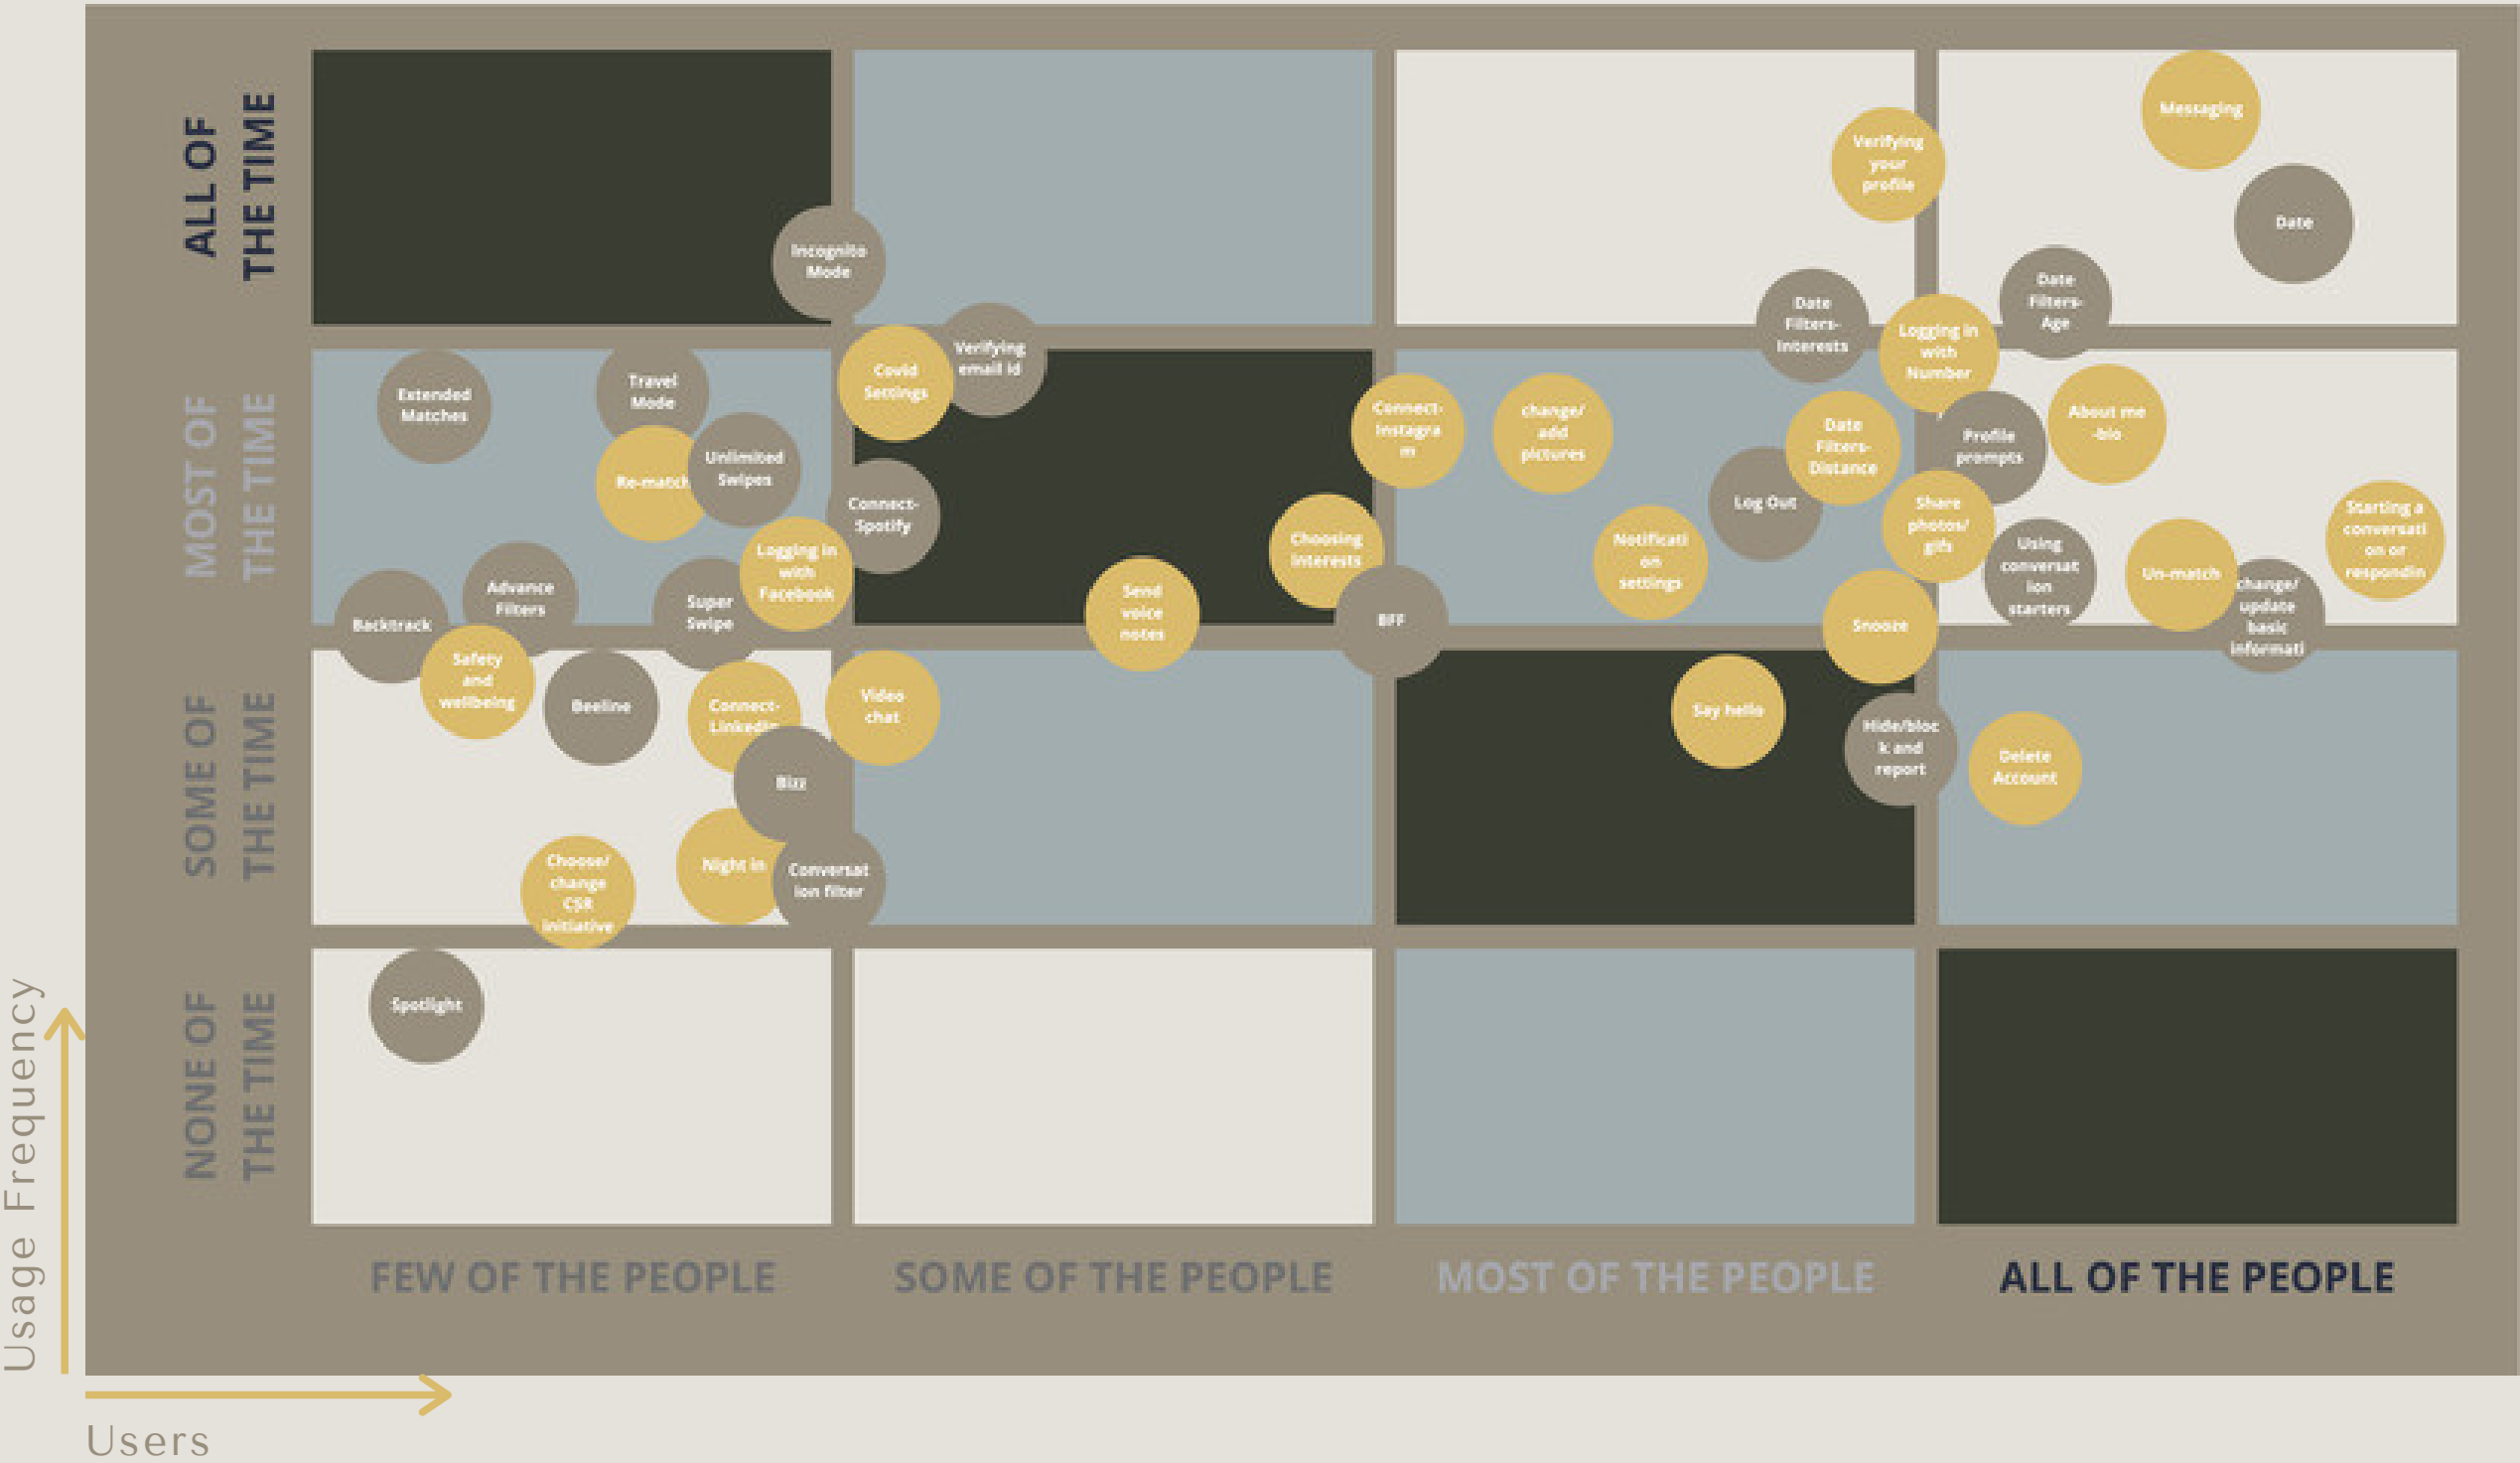 ALL OF
THE TIME
Messaging
Verifying
your
profile
Date
Incognito
Mode
Date
Filters-
Age
Date
Filters-
Interests
Logging in
with
Number
MOST OF
THE TIME
Extended
Matches
Travel
Mode
Covid
Settings
Verifying
email id
Re-match
Unlimited
Swipes
Connect-
Spotify
Connect-
Instagra
m
change/
add
pictures
Date
Filters-
Distance
Profile
prompts
About me
-bio
Log Out
Share
photos/
gifs
Starting a
conversati
on or
respondin
Logging in
with
Facebook
Choosing
Interests
Notificati
on
settings
Using
conversat
ion
starters
Un-match
change/
update
basic
informati
Backtrack
Advance
Filters
Super
Swipe
Send
voice
notes
BFF
Snooze
SOME OF
THE TIME
Safety
and
wellbeing
Beeline
Connect-
LinkedIn
Video
chat
Say hello
Hide/bloc
k and
report
Delete
Account
Bizz
Choose/
change
CSR
initiative
Night in
Conversat
ion filter
NONE OF
THE TIME
Spotlight
FEW OF THE PEOPLE
SOME OF THE PEOPLE
MOST OF THE PEOPLE
ALL OF THE PEOPLE
Usage Frequency
Users